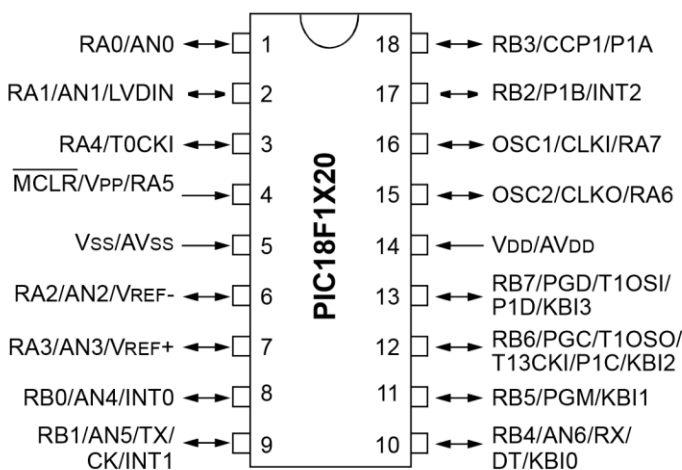 RA0/AN0
1
18
RB3/CCP1/P1A
RA1/AN1/LVDIN
2
17
RB2/P1B/INT2
RA4/T0CKI
3
16
OSC1/CLKI/RA7
MCLR/VPP/RA5
4
15
OSC2/CLKO/RA6
VSS/AVSS
5
14
VDD/AVDD
RA2/AN2/VREF-
6
13
RB7/PGD/T1OSI/
P1D/KBI3
RA3/AN3/VREF+
7
12
RB6/PGC/T1OSO/
T13CKI/P1C/KBI2
RB0/AN4/INT0
8
11
RB5/PGM/KBI1
RB1/AN5/TX/
CK/INT1
9
10
RB4/AN6/RX/
DT/KBI0
PIC18F1X20